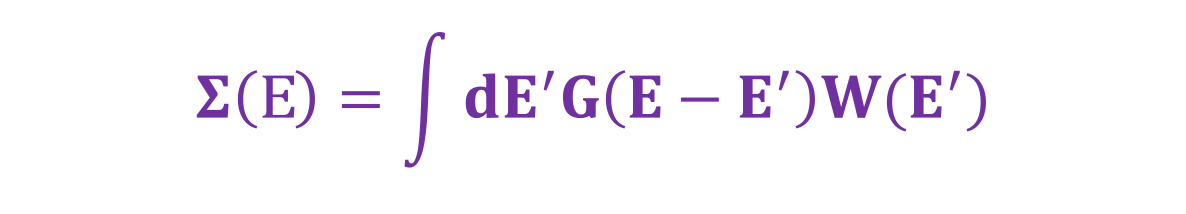 𝚺(E) = ∫ 𝐝𝐄′𝐆(𝐄 − 𝐄′)𝐖(𝐄′)